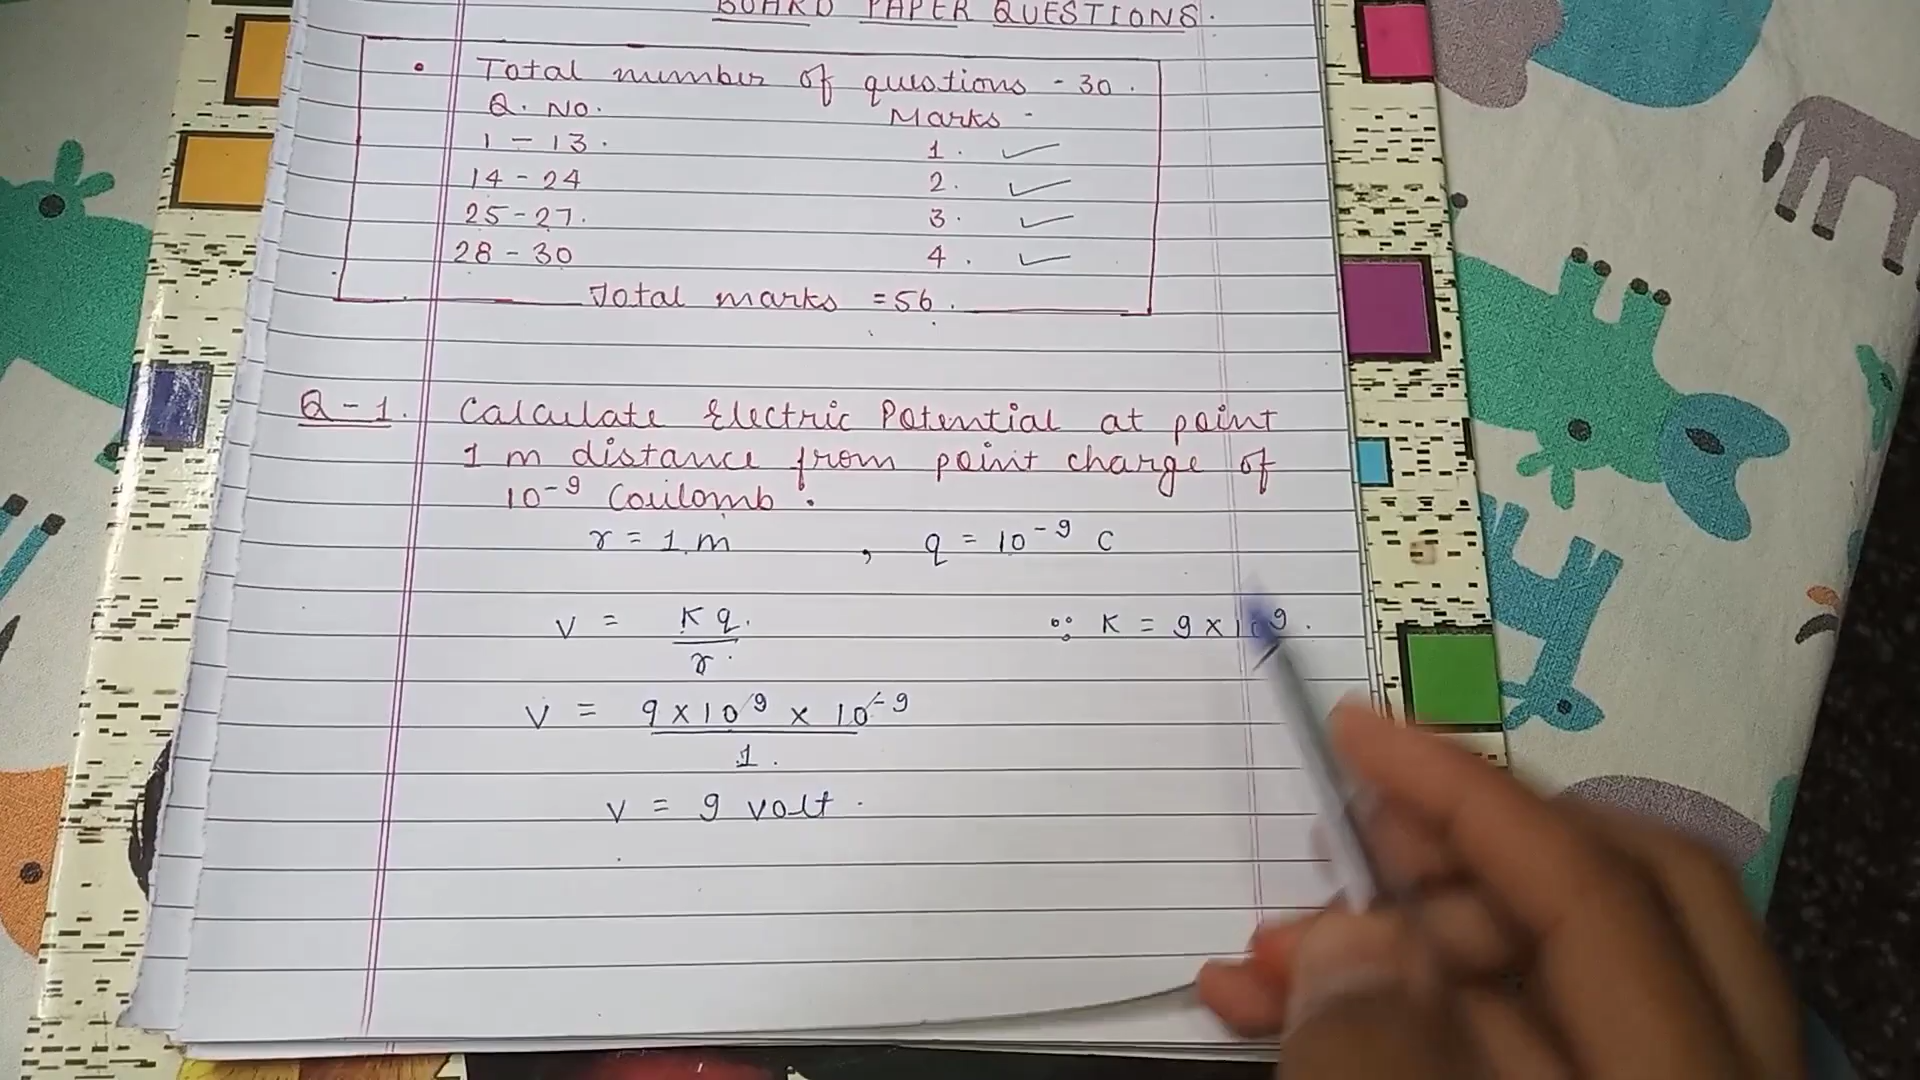 BOARD PAPER QUESTIONS.
• Total number of questions - 30.
Q. No. Marks -
1 - 13. 1. ✓
14 - 24 2. ✓
25 - 27. 3. ✓
28 - 30 4. ✓
Total marks = 56.
Q-1. Calculate Electric Potential at point
1 m distance from point charge of
10⁻⁹ Coulomb.
r = 1 m , q = 10⁻⁹ C
V = Kq. ∵ K = 9 × 10⁹.
r.
V = 9 × 10⁹ × 10⁻⁹
1.
V = 9 volt.